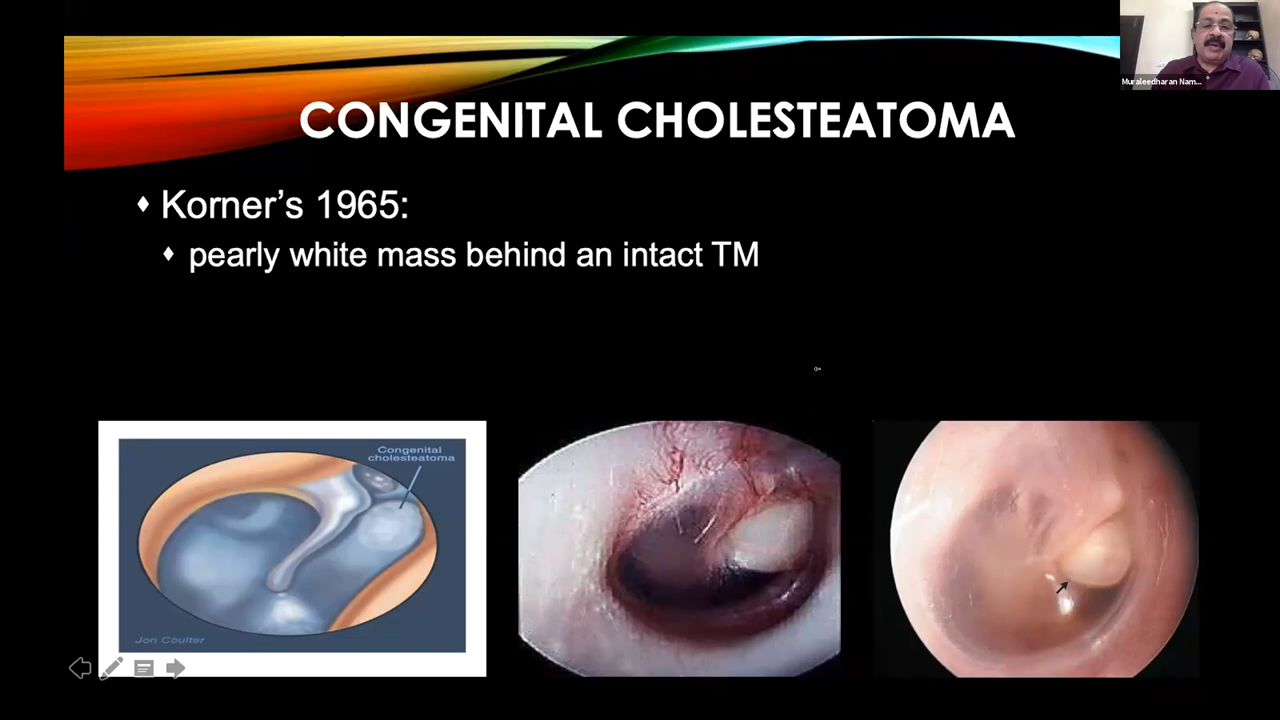 Muraleedharan Nam...
CONGENITAL CHOLESTEATOMA
Korner's 1965:
pearly white mass behind an intact TM
Congenital
cholesteatoma
Jon Coulter